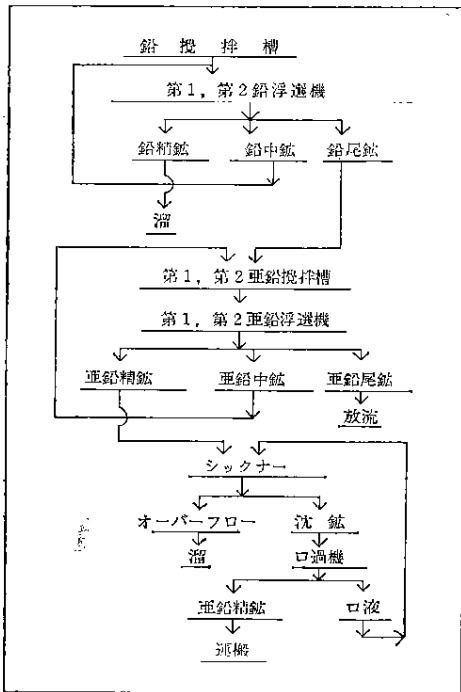 鉛攪拌槽
第1，第2鉛浮選機
鉛精鉱 鉛中鉱 鉛尾鉱
溜
第1，第2亜鉛攪拌槽
第1，第2亜鉛浮選機
亜鉛精鉱 亜鉛中鉱 亜鉛尾鉱
放流
シックナー
オーバーフロー 沈鉱
溜 ロ過機
亜鉛精鉱 ロ液
運搬